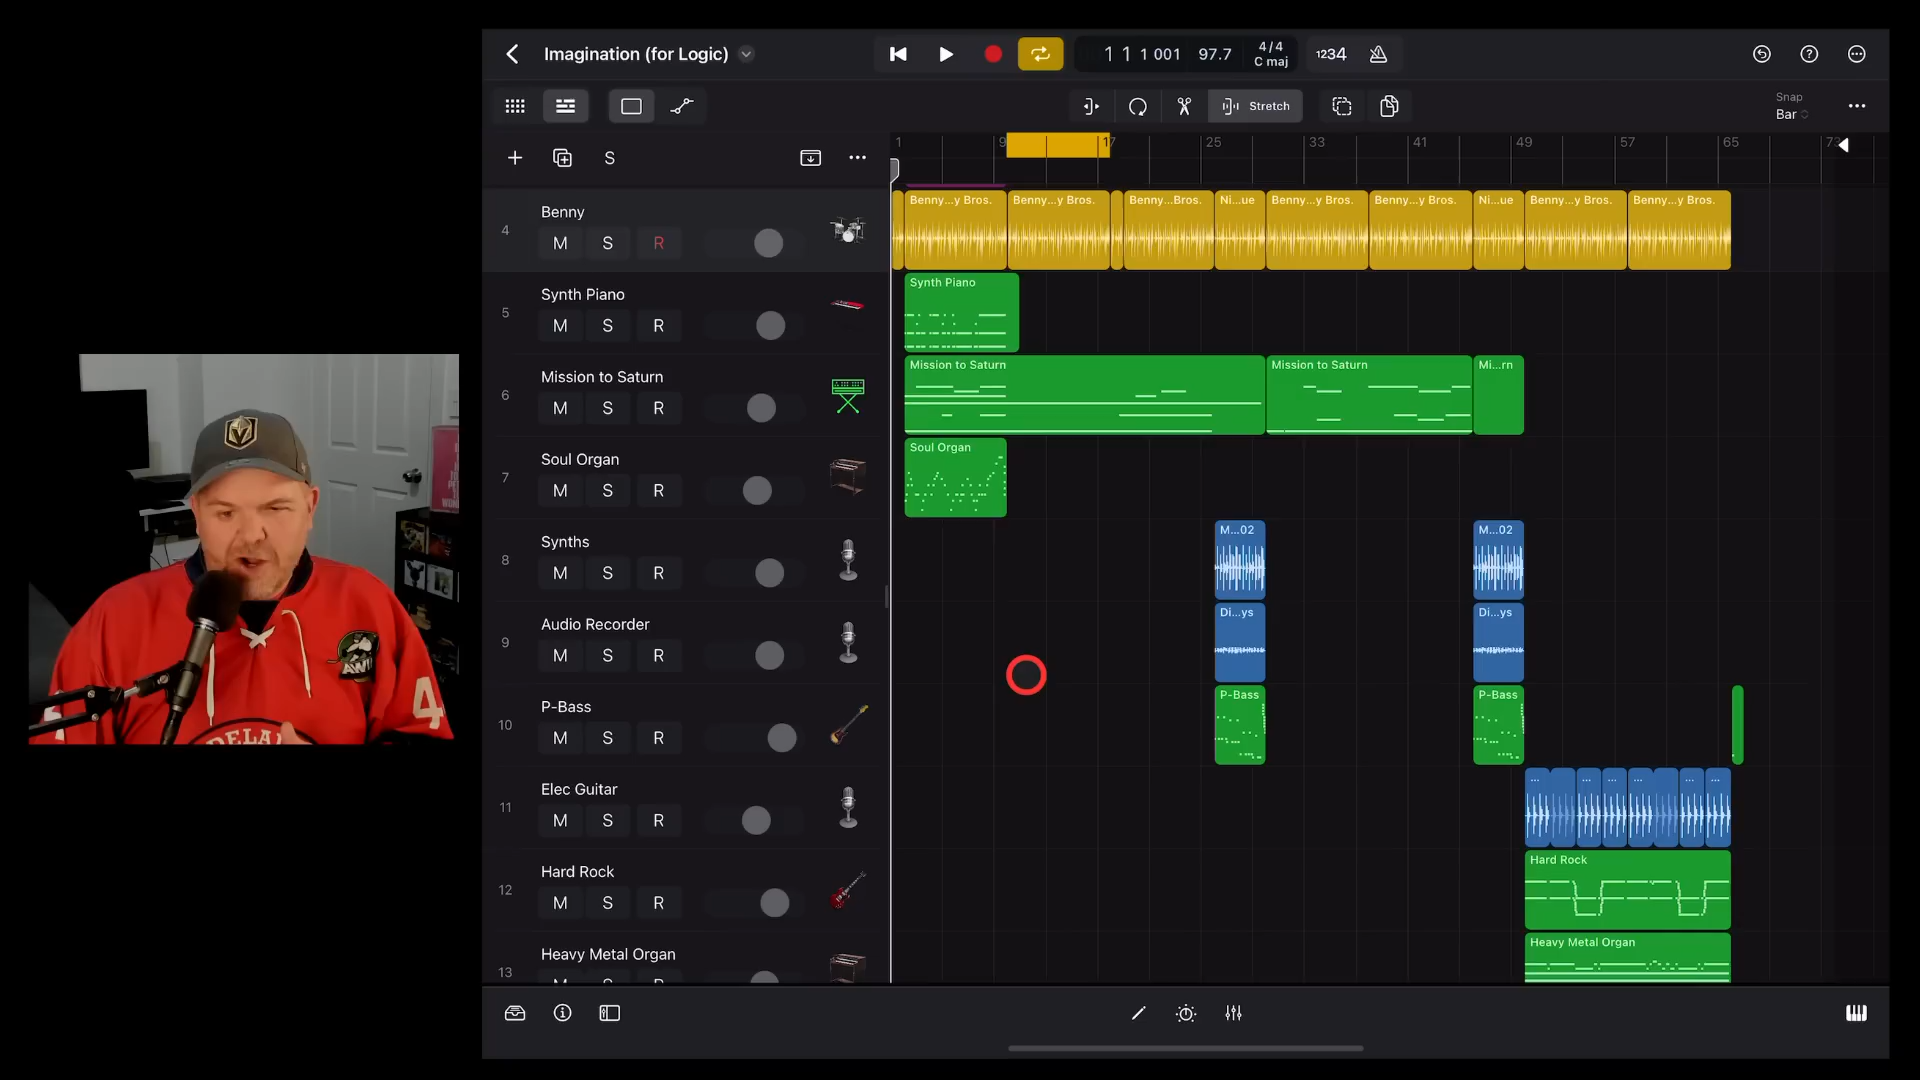 Imagination (for Logic)
1 1 1 001
97.7
4/4
C maj
1234
Stretch
Snap
Bar
S
1
9
17
25
33
41
49
57
65
73
4
Benny
M S R
Benny...y Bros.
Benny...y Bros.
Benny...Bros.
Ni...ue
Benny...y Bros.
Benny...y Bros.
Ni...ue
Benny...y Bros.
Benny...y Bros.
5
Synth Piano
M S R
Synth Piano
6
Mission to Saturn
M S R
Mission to Saturn
Mission to Saturn
Mi...rn
7
Soul Organ
M S R
Soul Organ
8
Synths
M S R
M...02
M...02
9
Audio Recorder
M S R
Di...ys
Di...ys
10
P-Bass
M S R
P-Bass
P-Bass
11
Elec Guitar
M S R
... ... ... ... ... ...
12
Hard Rock
M S R
Hard Rock
13
Heavy Metal Organ
Heavy Metal Organ
AWI
4